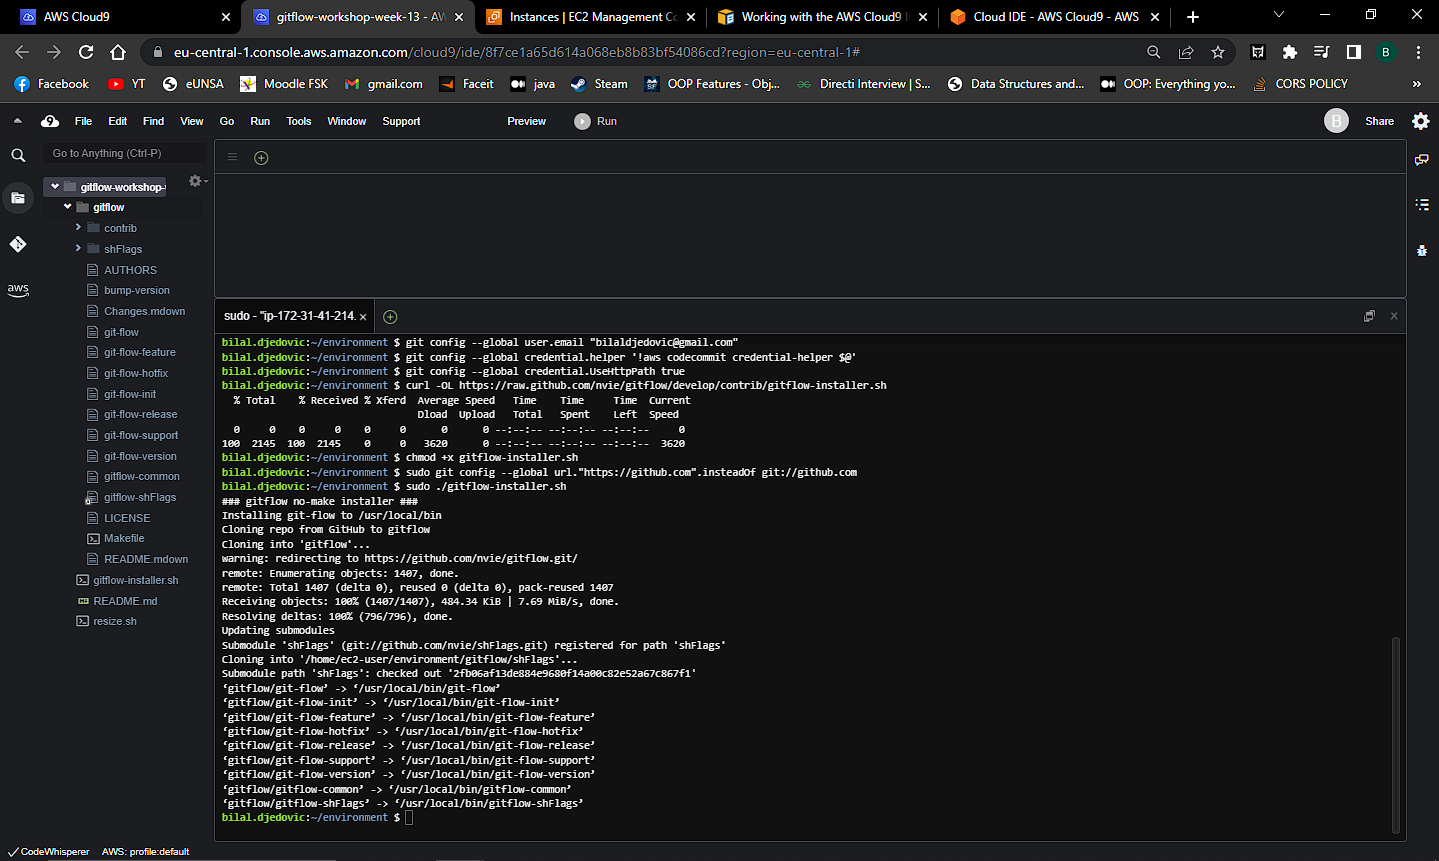 AWS Cloud9
gitflow-workshop-week-13 - AW
Instances | EC2 Management Co
Working with the AWS Cloud9
Cloud IDE - AWS Cloud9 - AWS
eu-central-1.console.aws.amazon.com/cloud9/ide/8f7ce1a65d614a068eb8b83bf54086cd?region=eu-central-1#
B
Facebook YT eUNSA Moodle FSK gmail.com Faceit java Steam OOP Features - Obj... Directi Interview | S... Data Structures and... OOP: Everything yo... CORS POLICY »
9 File Edit Find View Go Run Tools Window Support Preview Run B Share
Go to Anything (Ctrl-P)
gitflow-workshop-
gitflow
contrib
shFlags
AUTHORS
bump-version
Changes.mdown
git-flow
git-flow-feature
git-flow-hotfix
git-flow-init
git-flow-release
git-flow-support
git-flow-version
gitflow-common
gitflow-shFlags
LICENSE
Makefile
README.mdown
gitflow-installer.sh
README.md
resize.sh
aws
sudo - "ip-172-31-41-214.
bilal.djedovic:~/environment $ git config --global user.email "bilaldjedovic@gmail.com"
bilal.djedovic:~/environment $ git config --global credential.helper '!aws codecommit credential-helper $@'
bilal.djedovic:~/environment $ git config --global credential.UseHttpPath true
bilal.djedovic:~/environment $ curl -OL https://raw.github.com/nvie/gitflow/develop/contrib/gitflow-installer.sh
% Total % Received % Xferd Average Speed Time Time Time Current
Dload Upload Total Spent Left Speed
0 0 0 0 0 0 0 0 --:--:-- --:--:-- --:--:-- 0
100 2145 100 2145 0 0 3620 0 --:--:-- --:--:-- --:--:-- 3620
bilal.djedovic:~/environment $ chmod +x gitflow-installer.sh
bilal.djedovic:~/environment $ sudo git config --global url."https://github.com".insteadOf git://github.com
bilal.djedovic:~/environment $ sudo ./gitflow-installer.sh
### gitflow no-make installer ###
Installing git-flow to /usr/local/bin
Cloning repo from GitHub to gitflow
Cloning into 'gitflow'...
warning: redirecting to https://github.com/nvie/gitflow.git/
remote: Enumerating objects: 1407, done.
remote: Total 1407 (delta 0), reused 0 (delta 0), pack-reused 1407
Receiving objects: 100% (1407/1407), 484.34 KiB | 7.69 MiB/s, done.
Resolving deltas: 100% (796/796), done.
Updating submodules
Submodule 'shFlags' (git://github.com/nvie/shFlags.git) registered for path 'shFlags'
Cloning into '/home/ec2-user/environment/gitflow/shFlags'...
Submodule path 'shFlags': checked out '2fb06af13de884e9680f14a00c82e52a67c867f1'
‘gitflow/git-flow’ -> ‘/usr/local/bin/git-flow’
‘gitflow/git-flow-init’ -> ‘/usr/local/bin/git-flow-init’
‘gitflow/git-flow-feature’ -> ‘/usr/local/bin/git-flow-feature’
‘gitflow/git-flow-hotfix’ -> ‘/usr/local/bin/git-flow-hotfix’
‘gitflow/git-flow-release’ -> ‘/usr/local/bin/git-flow-release’
‘gitflow/git-flow-support’ -> ‘/usr/local/bin/git-flow-support’
‘gitflow/git-flow-version’ -> ‘/usr/local/bin/git-flow-version’
‘gitflow/gitflow-common’ -> ‘/usr/local/bin/gitflow-common’
‘gitflow/gitflow-shFlags’ -> ‘/usr/local/bin/gitflow-shFlags’
bilal.djedovic:~/environment $
CodeWhisperer AWS: profile:default